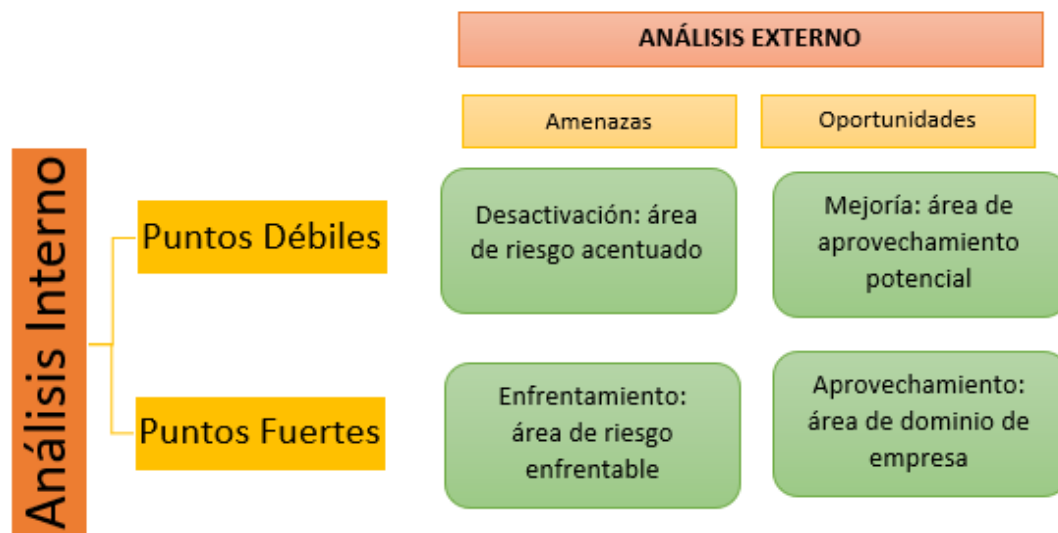 ANÁLISIS EXTERNO
Amenazas
Oportunidades
Análisis Interno
Puntos Débiles
Desactivación: área
de riesgo acentuado
Mejoría: área de
aprovechamiento
potencial
Puntos Fuertes
Enfrentamiento:
área de riesgo
enfrentable
Aprovechamiento:
área de dominio de
empresa